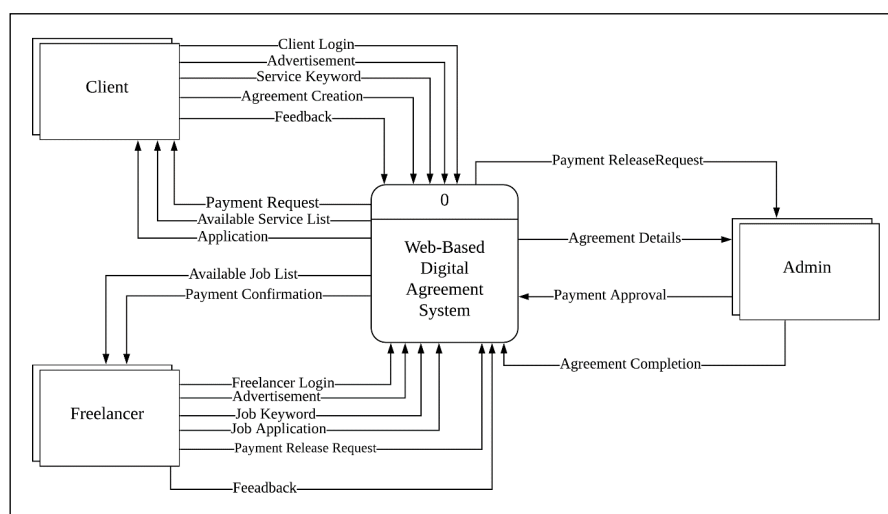 Client Login
Advertisement
Service Keyword
Agreement Creation
Feedback
Client
Payment Request
Available Service List
Application
0
Web-Based
Digital
Agreement
System
Payment ReleaseRequest
Agreement Details
Payment Approval
Agreement Completion
Admin
Available Job List
Payment Confirmation
Freelancer
Freelancer Login
Advertisement
Job Keyword
Job Application
Payment Release Request
Feeadback